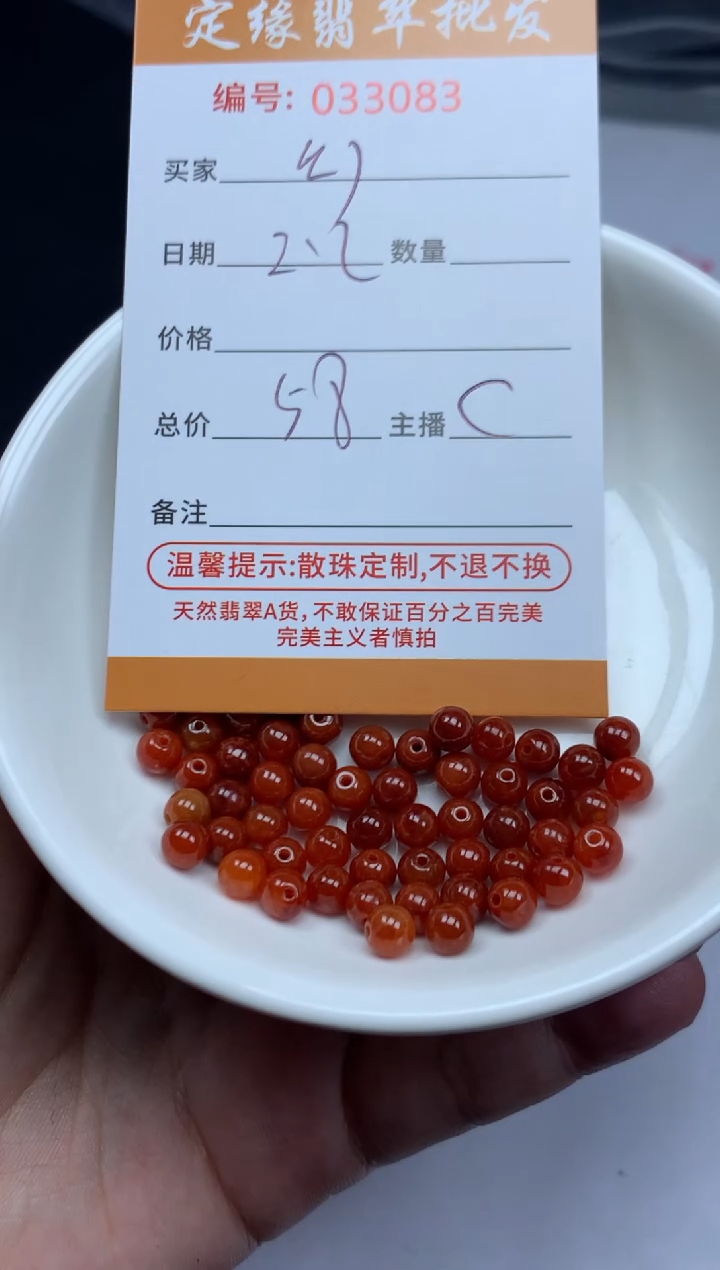 定缘翡翠批发
编号: 033083
买家
日期 数量
价格
总价 58 主播 C
备注
温馨提示:散珠定制,不退不换
天然翡翠A货,不敢保证百分之百完美
完美主义者慎拍